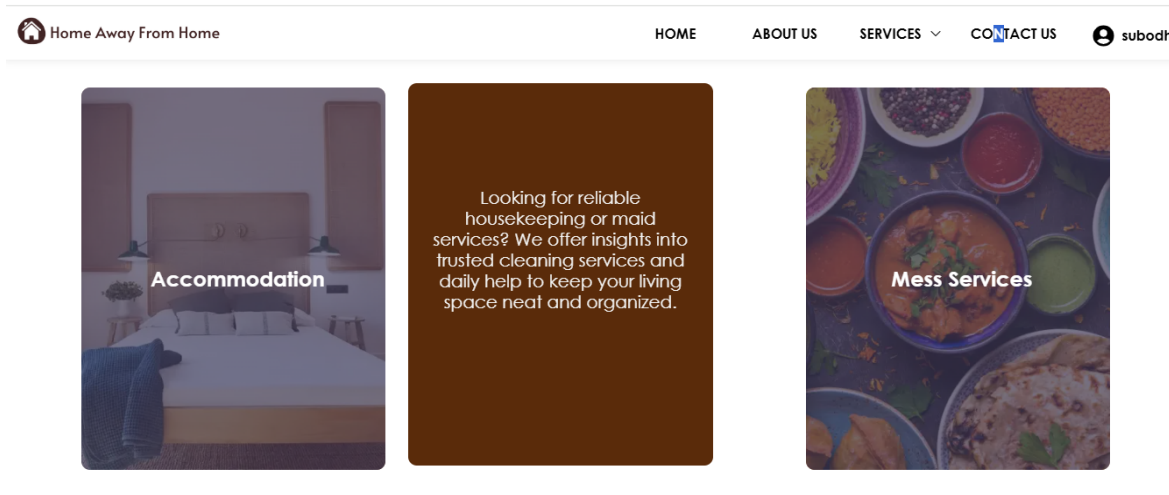 Home Away From Home
HOME
ABOUT US
SERVICES
CONTACT US
subodh
Accommodation
Looking for reliable
housekeeping or maid
services? We offer insights into
trusted cleaning services and
daily help to keep your living
space neat and organized.
Mess Services